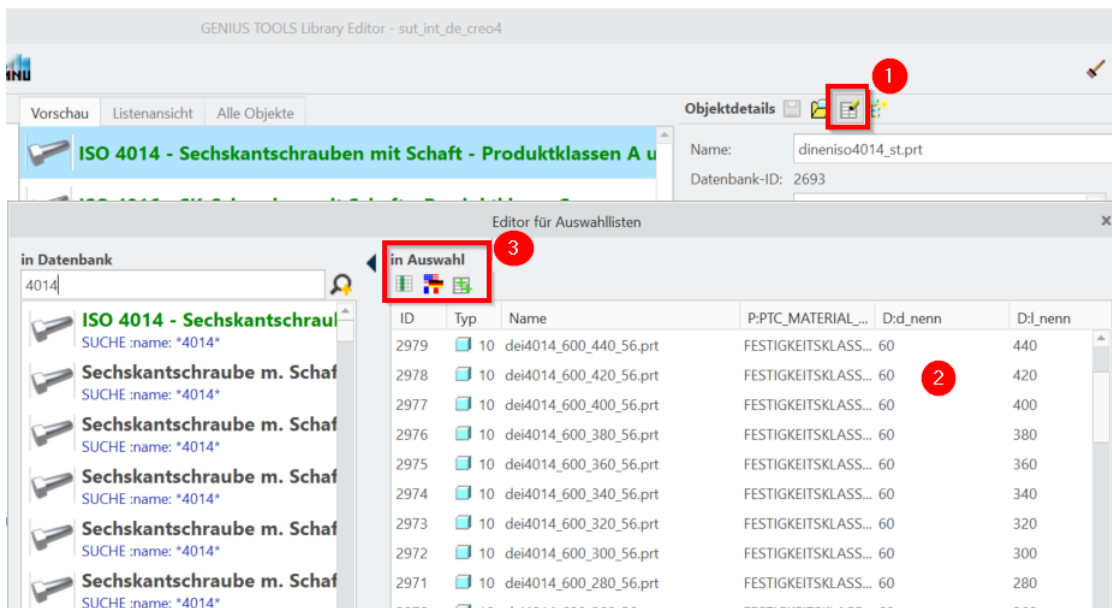 GENIUS TOOLS Library Editor - sut_int_de_creo4
MNU
1
Vorschau Listenansicht Alle Objekte
Objektdetails
ISO 4014 - Sechskantschrauben mit Schaft - Produktklassen A u
Name: dineniso4014_st.prt
Datenbank-ID: 2693
Editor für Auswahllisten
x
in Datenbank
4014
in Auswahl
3
ID Typ Name P:PTC_MATERIAL_... D:d_nenn D:l_nenn
ISO 4014 - Sechskantschraul
SUCHE :name: *4014*
Sechskantschraube m. Schaf
SUCHE :name: *4014*
Sechskantschraube m. Schaf
SUCHE :name: *4014*
Sechskantschraube m. Schaf
SUCHE :name: *4014*
Sechskantschraube m. Schaf
SUCHE :name: *4014*
Sechskantschraube m. Schaf
SUCHE :name: *4014*
2979 10 dei4014_600_440_56.prt FESTIGKEITSKLASS... 60 440
2978 10 dei4014_600_420_56.prt FESTIGKEITSKLASS... 60 420
2
2977 10 dei4014_600_400_56.prt FESTIGKEITSKLASS... 60 400
2976 10 dei4014_600_380_56.prt FESTIGKEITSKLASS... 60 380
2975 10 dei4014_600_360_56.prt FESTIGKEITSKLASS... 60 360
2974 10 dei4014_600_340_56.prt FESTIGKEITSKLASS... 60 340
2973 10 dei4014_600_320_56.prt FESTIGKEITSKLASS... 60 320
2972 10 dei4014_600_300_56.prt FESTIGKEITSKLASS... 60 300
2971 10 dei4014_600_280_56.prt FESTIGKEITSKLASS... 60 280